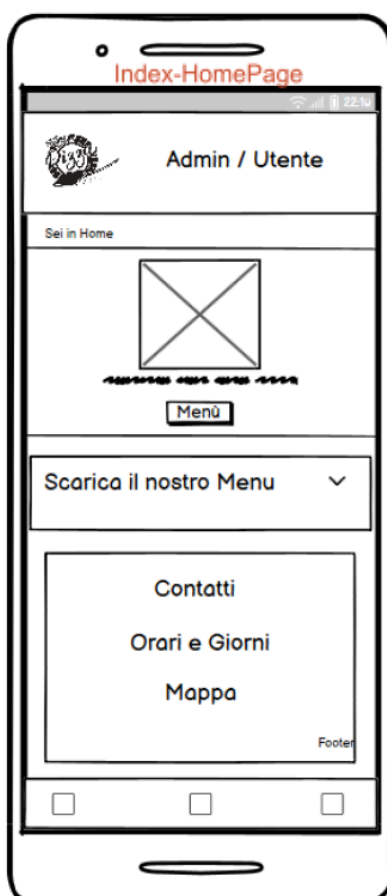 Index-HomePage
22:10
Pizza
Admin / Utente
Sei in Home
Menù
Scarica il nostro Menu
Contatti
Orari e Giorni
Mappa
Footer